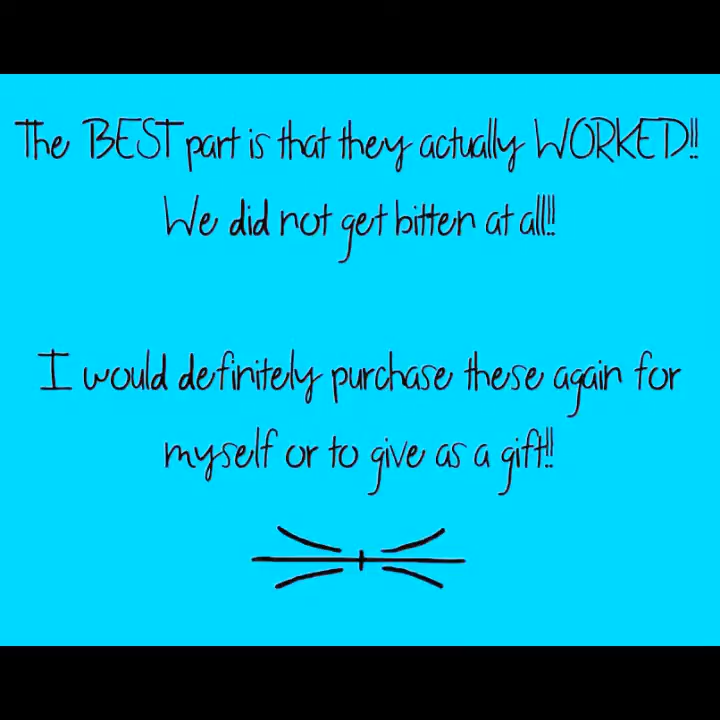 The BEST part is that they actually WORKED!!
We did not get bitten at all!!
I would definitely purchase these again for
myself or to give as a gift!!